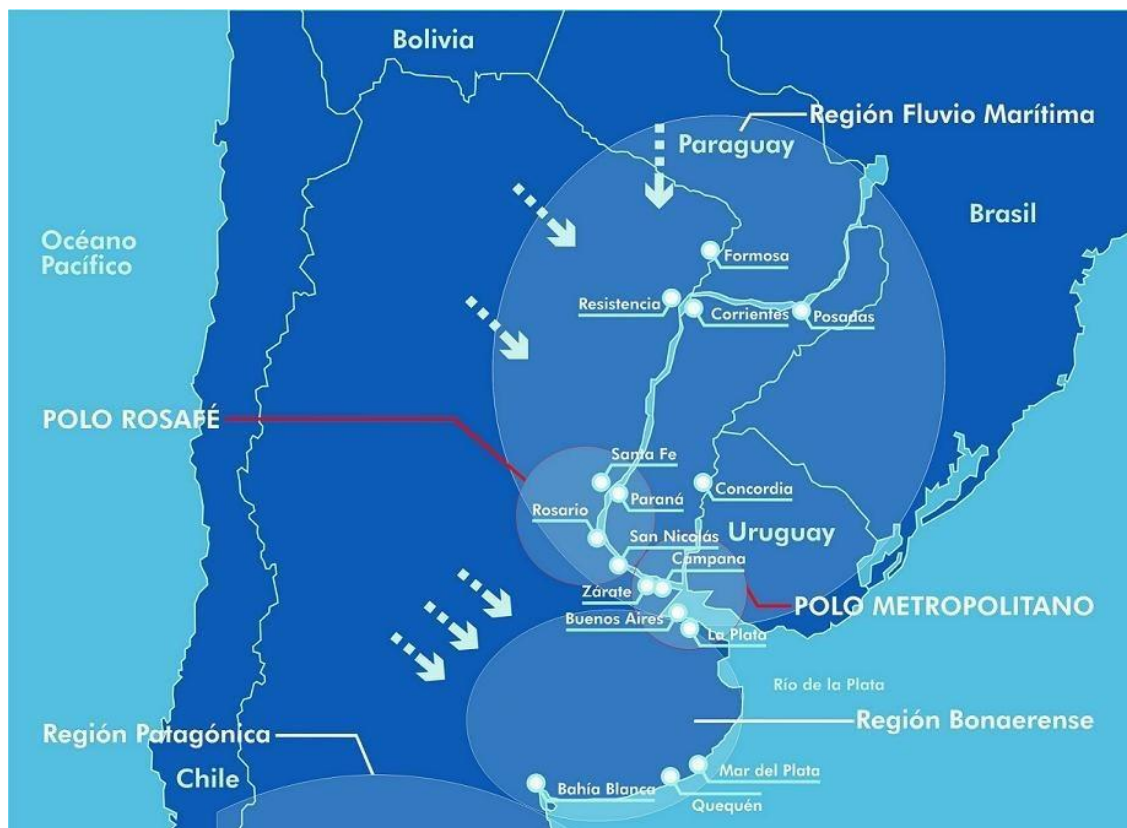 Bolivia
Región Fluvio Marítima
Paraguay
Brasil
Océano
Pacífico
Formosa
Resistencia
Corrientes
Posadas
POLO ROSAFÉ
Santa Fe
Paraná
Concordia
Rosario
San Nicolás
Uruguay
Campana
Zárate
POLO METROPOLITANO
Buenos Aires
La Plata
Río de la Plata
Región Bonaerense
Región Patagónica
Chile
Mar del Plata
Bahía Blanca
Quequén